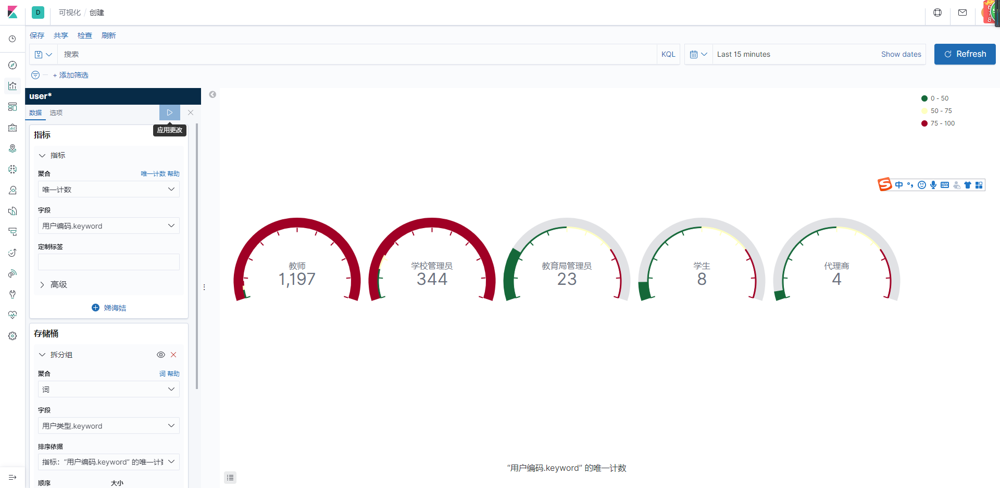 D
可视化 / 创建
保存 共享 检查 刷新
搜索
KQL
Last 15 minutes
Show dates
Refresh
+ 添加筛选
user*
数据 选项
应用更改
指标
指标
聚合
唯一计数 帮助
唯一计数
字段
用户编码.keyword
定制标签
高级
娣诲姞
存储桶
拆分组
聚合
词 帮助
词
字段
用户类型.keyword
排序依据
指标：“用户编码.keyword” 的唯一计数
顺序 大小
0 - 50
50 - 75
75 - 100
中
教师
1,197
学校管理员
344
教育局管理员
23
学生
8
代理商
4
“用户编码.keyword” 的唯一计数